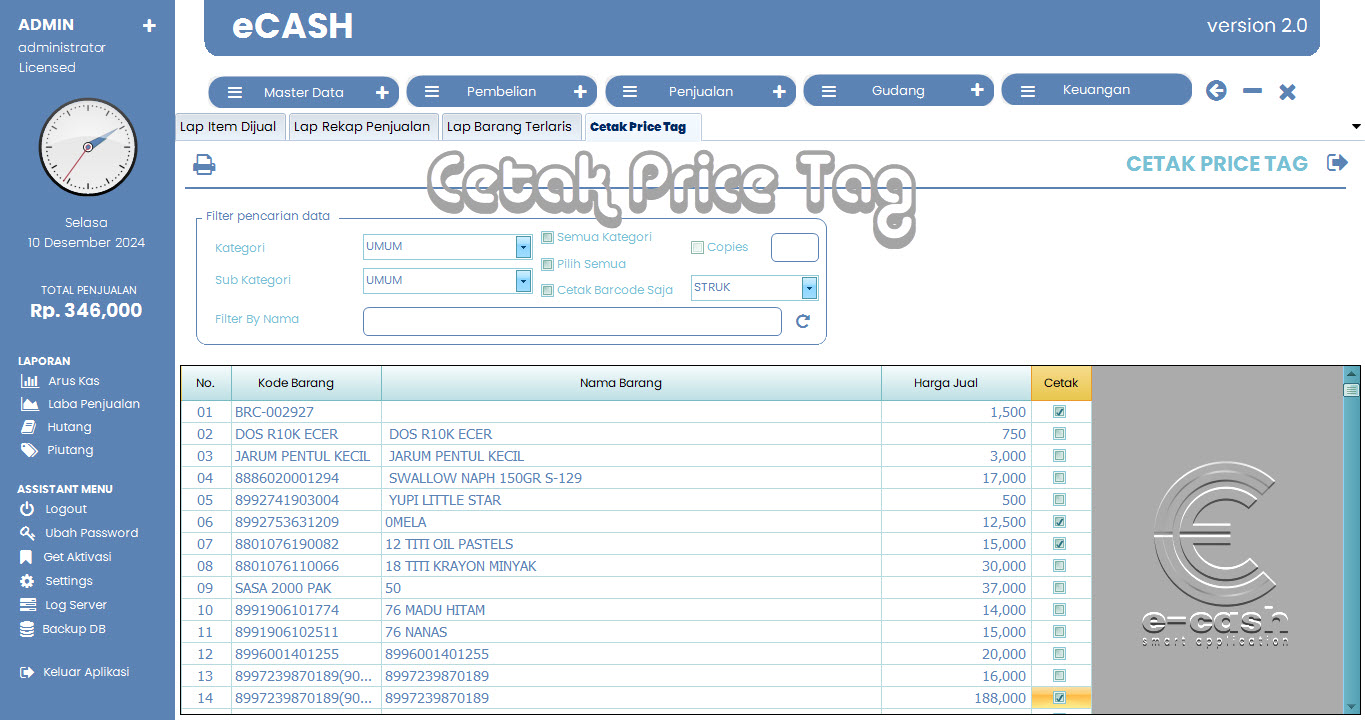 ADMIN +
administrator
Licensed
Selasa
10 Desember 2024
TOTAL PENJUALAN
Rp. 346,000
LAPORAN
Arus Kas
Laba Penjualan
Hutang
Piutang
ASSISTANT MENU
Logout
Ubah Password
Get Aktivasi
Settings
Log Server
Backup DB
Keluar Aplikasi
eCASH version 2.0
Master Data + Pembelian + Penjualan + Gudang + Keuangan
Lap Item Dijual Lap Rekap Penjualan Lap Barang Terlaris Cetak Price Tag
Cetak Price Tag
CETAK PRICE TAG
Filter pencarian data
Kategori UMUM Semua Kategori Copies
Pilih Semua
Sub Kategori UMUM Cetak Barcode Saja STRUK
Filter By Nama
No. Kode Barang Nama Barang Harga Jual Cetak
01 BRC-002927 1,500
02 DOS R10K ECER DOS R10K ECER 750
03 JARUM PENTUL KECIL JARUM PENTUL KECIL 3,000
04 8886020001294 SWALLOW NAPH 150GR S-129 17,000
05 8992741903004 YUPI LITTLE STAR 500
06 8992753631209 0MELA 12,500
07 8801076190082 12 TITI OIL PASTELS 15,000
08 8801076110066 18 TITI KRAYON MINYAK 30,000
09 SASA 2000 PAK 50 37,000
10 8991906101774 76 MADU HITAM 14,000
11 8991906102511 76 NANAS 15,000
12 8996001401255 8996001401255 20,000
13 8997239870189(90... 8997239870189 16,000
14 8997239870189(90... 8997239870189 188,000
e-cash
smart application